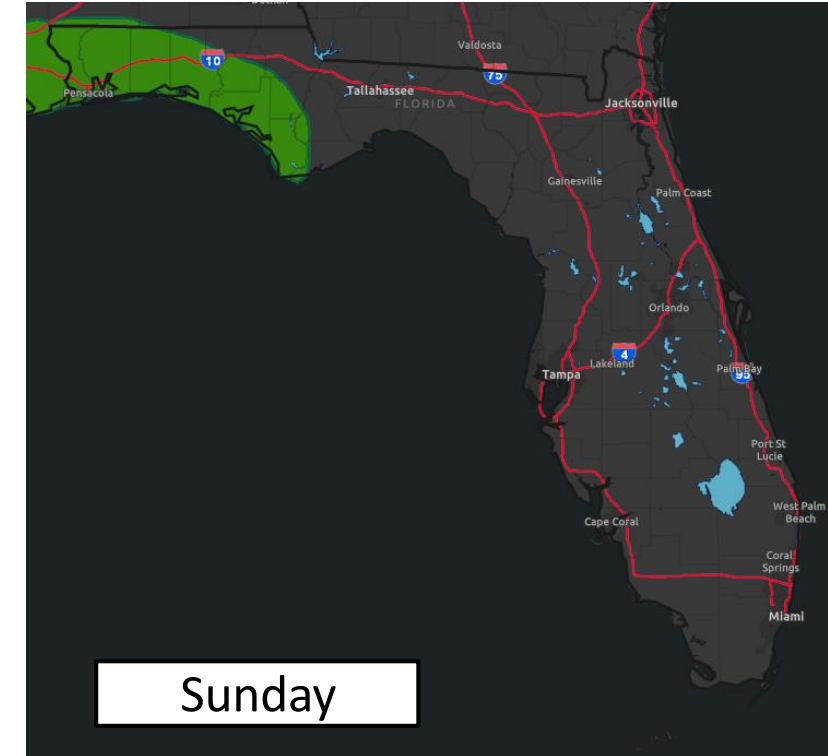 Dothan
Valdosta
10
75
Pensacola
Tallahassee
FLORIDA
Jacksonville
Gainesville
Palm Coast
Orlando
4
Lakeland
Tampa
Palm Bay
95
Port St
Lucie
West Palm
Beach
Cape Coral
Coral
Springs
Miami
Sunday